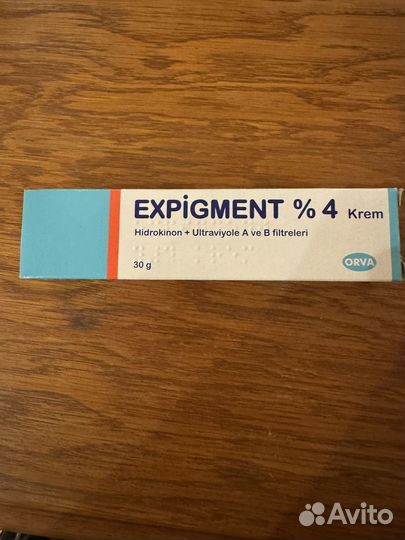 EXPİGMENT % 4 Krem
Hidrokinon + Ultraviyole A ve B filtreleri
30 g
ORVA
Avito